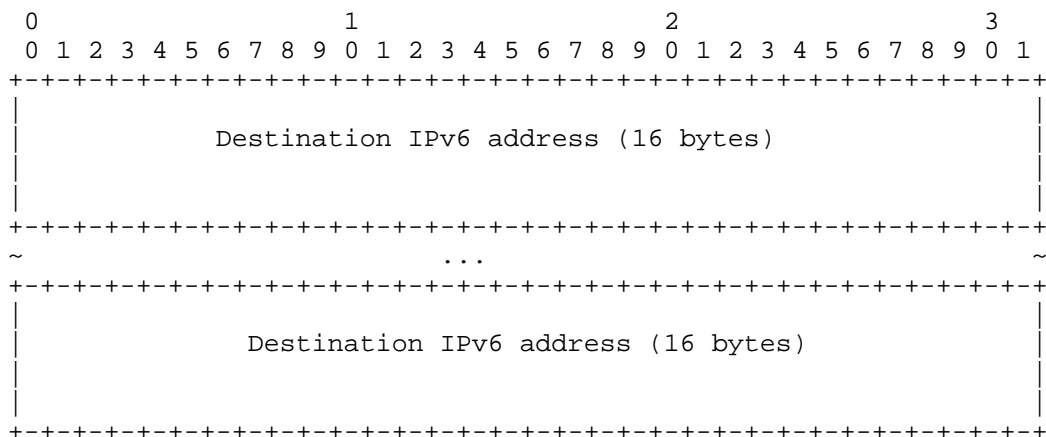 0                   1                   2                   3
0 1 2 3 4 5 6 7 8 9 0 1 2 3 4 5 6 7 8 9 0 1 2 3 4 5 6 7 8 9 0 1
+-+-+-+-+-+-+-+-+-+-+-+-+-+-+-+-+-+-+-+-+-+-+-+-+-+-+-+-+-+-+-+-+
|                                                               |
|            Destination IPv6 address (16 bytes)                |
|                                                               |
|                                                               |
+-+-+-+-+-+-+-+-+-+-+-+-+-+-+-+-+-+-+-+-+-+-+-+-+-+-+-+-+-+-+-+-+
~                          ...                                  ~
+-+-+-+-+-+-+-+-+-+-+-+-+-+-+-+-+-+-+-+-+-+-+-+-+-+-+-+-+-+-+-+-+
|                                                               |
|              Destination IPv6 address (16 bytes)              |
|                                                               |
|                                                               |
+-+-+-+-+-+-+-+-+-+-+-+-+-+-+-+-+-+-+-+-+-+-+-+-+-+-+-+-+-+-+-+-+